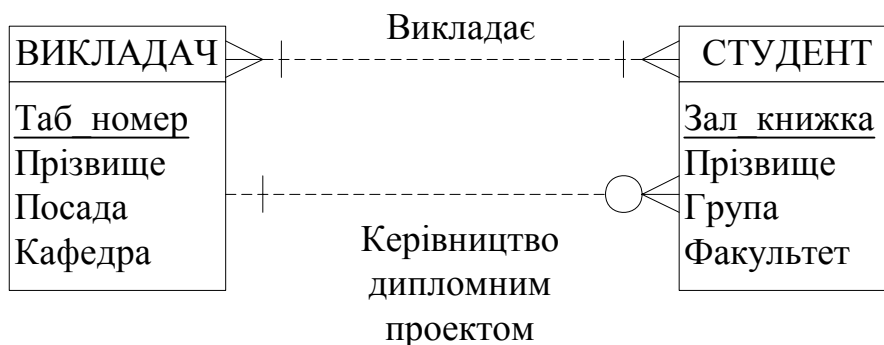 ВИКЛАДАЧ
Таб_номер
Прізвище
Посада
Кафедра
Викладає
Керівництво
дипломним
проектом
СТУДЕНТ
Зал_книжка
Прізвище
Група
Факультет